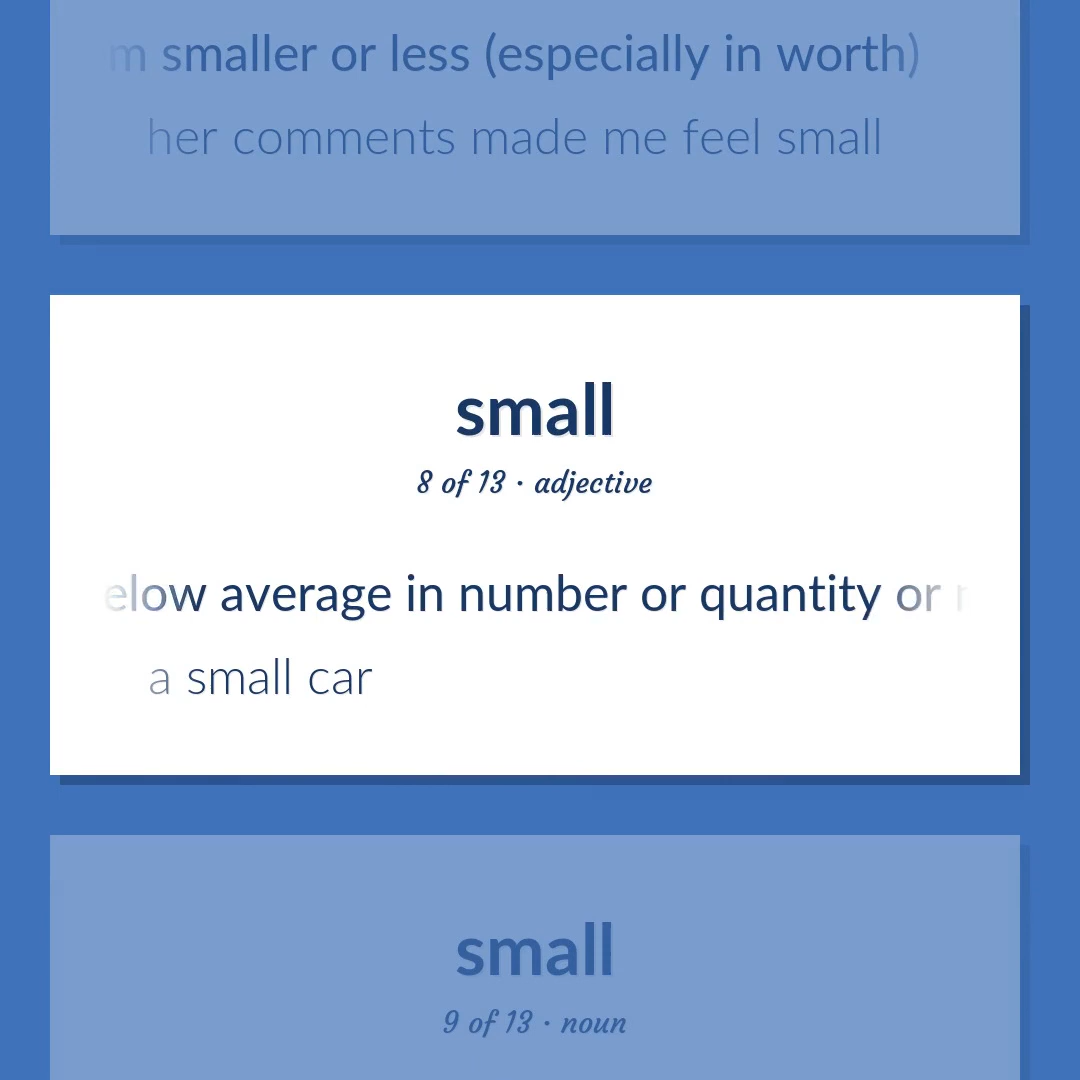 smaller or less (especially in worth)
her comments made me feel small
small
8 of 13 · adjective
elow average in number or quantity or
a small car
small
9 of 13 · noun